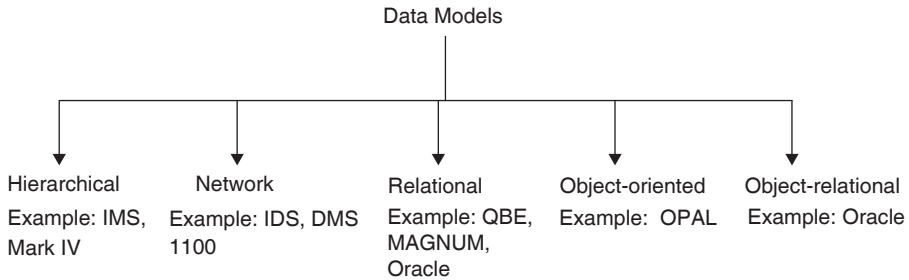 Data Models
Hierarchical
Example: IMS,
Mark IV
Network
Example: IDS, DMS
1100
Relational
Example: QBE,
MAGNUM,
Oracle
Object-oriented
Example: OPAL
Object-relational
Example: Oracle